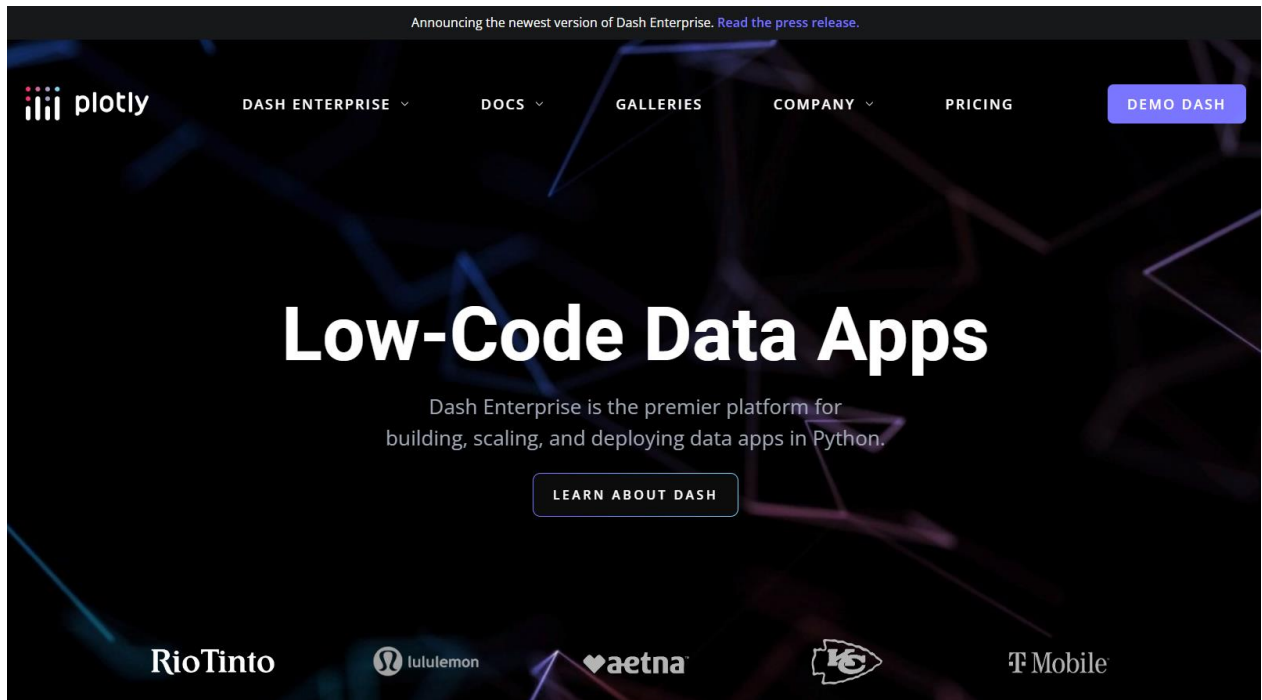 Announcing the newest version of Dash Enterprise. Read the press release.
plotly
DASH ENTERPRISE
DOCS
GALLERIES
COMPANY
PRICING
DEMO DASH
Low-Code Data Apps
Dash Enterprise is the premier platform for
building, scaling, and deploying data apps in Python.
LEARN ABOUT DASH
RioTinto
lululemon
aetna
KC
T Mobile